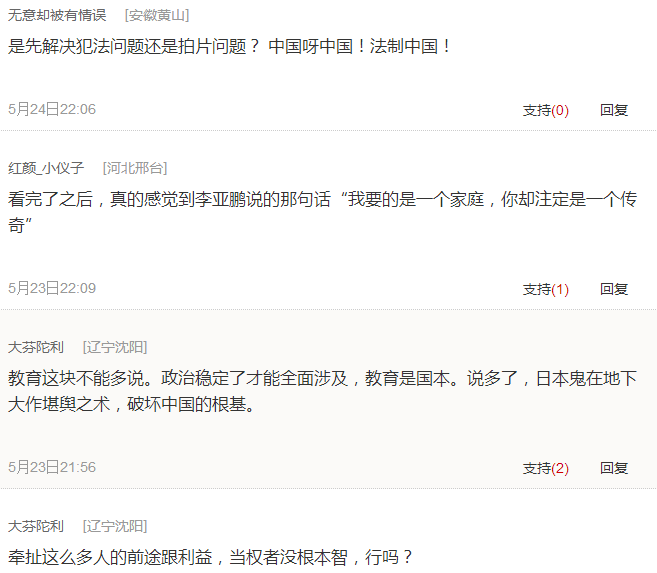 无意却被有情误 [安徽黄山]
是先解决犯法问题还是拍片问题？ 中国呀中国！法制中国！
5月24日22:06 支持(0) 回复
红颜_小仪子 [河北邢台]
看完了之后，真的感觉到李亚鹏说的那句话“我要的是一个家庭，你却注定是一个传
奇”
5月23日22:09 支持(1) 回复
大芬陀利 [辽宁沈阳]
教育这块不能多说。政治稳定了才能全面涉及，教育是国本。说多了，日本鬼在地下
大作堪舆之术，破坏中国的根基。
5月23日21:56 支持(2) 回复
大芬陀利 [辽宁沈阳]
牵扯这么多人的前途跟利益，当权者没根本智，行吗？